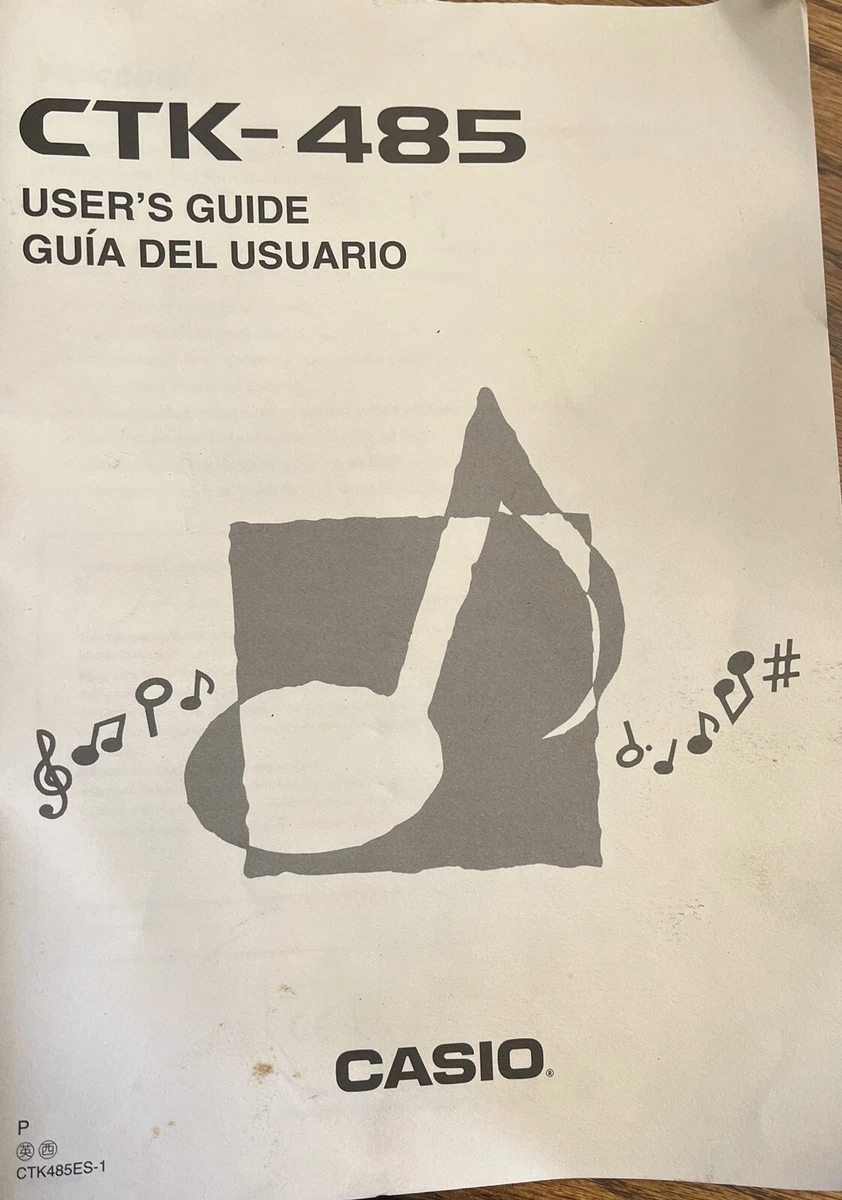 CTK-485
USER'S GUIDE
GUÍA DEL USUARIO
CASIO®
P
英 西
CTK485ES-1